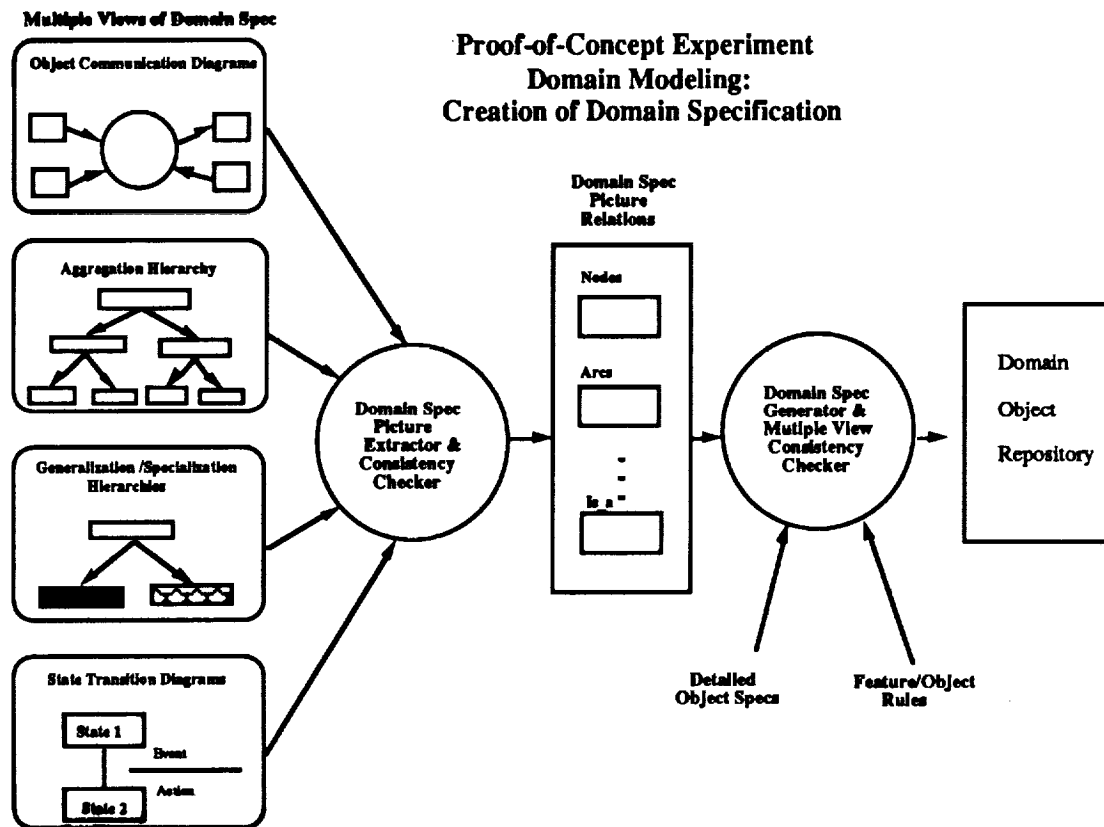 Multiple Views of Domain Spec
Object Communication Diagrams
Aggregation Hierarchy
Generalization /Specialization
Hierarchies
State Transition Diagrams
State 1
Event
Action
State 2
Proof-of-Concept Experiment
Domain Modeling:
Creation of Domain Specification
Domain Spec
Picture
Extractor &
Consistency
Checker
Domain Spec
Picture
Relations
Nodes
Arcs
Is_a
Domain Spec
Generator &
Mutiple View
Consistency
Checker
Detailed
Object Specs
Feature/Object
Rules
Domain
Object
Repository